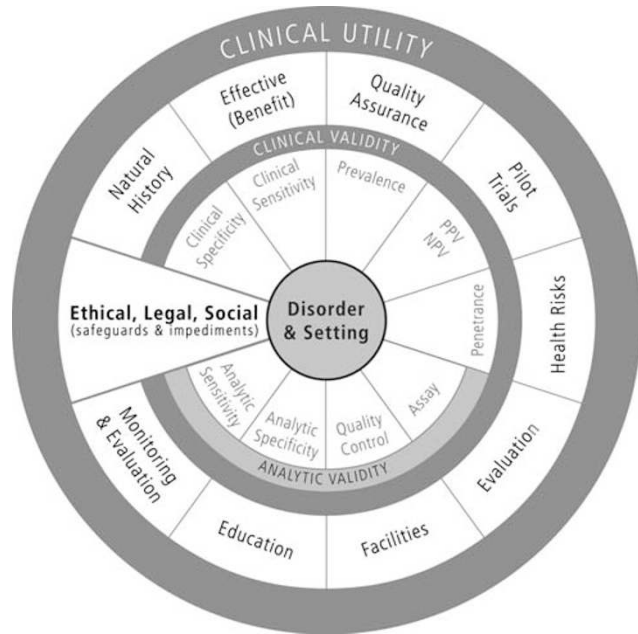 CLINICAL UTILITY
Effective
(Benefit)
Quality
Assurance
Pilot
Trials
Health Risks
Evaluation
Facilities
Education
Monitoring
& Evaluation
Natural
History
CLINICAL VALIDITY
Clinical
Specificity
Clinical
Sensitivity
Prevalence
PPV
NPV
Penetrance
Ethical, Legal, Social
(safeguards & impediments)
Disorder
& Setting
Analytic
Sensitivity
Analytic
Specificity
Quality
Control
Assay
ANALYTIC VALIDITY